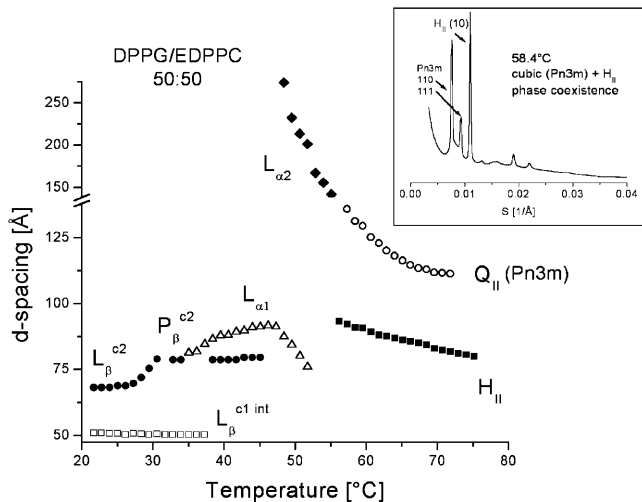 DPPG/EDPPC
50:50
H_II (10)
Pn3m
110
111
58.4°C
cubic (Pn3m) + H_II
phase coexistence
0.00 0.01 0.02 0.03 0.04
S [1/Å]
d-spacing [Å]
250
200
150
125
100
75
50
L_α2
L_α1
Q_II (Pn3m)
P_β^c2
L_β^c2
H_II
L_β^c1 int
20 30 40 50 60 70 80
Temperature [°C]